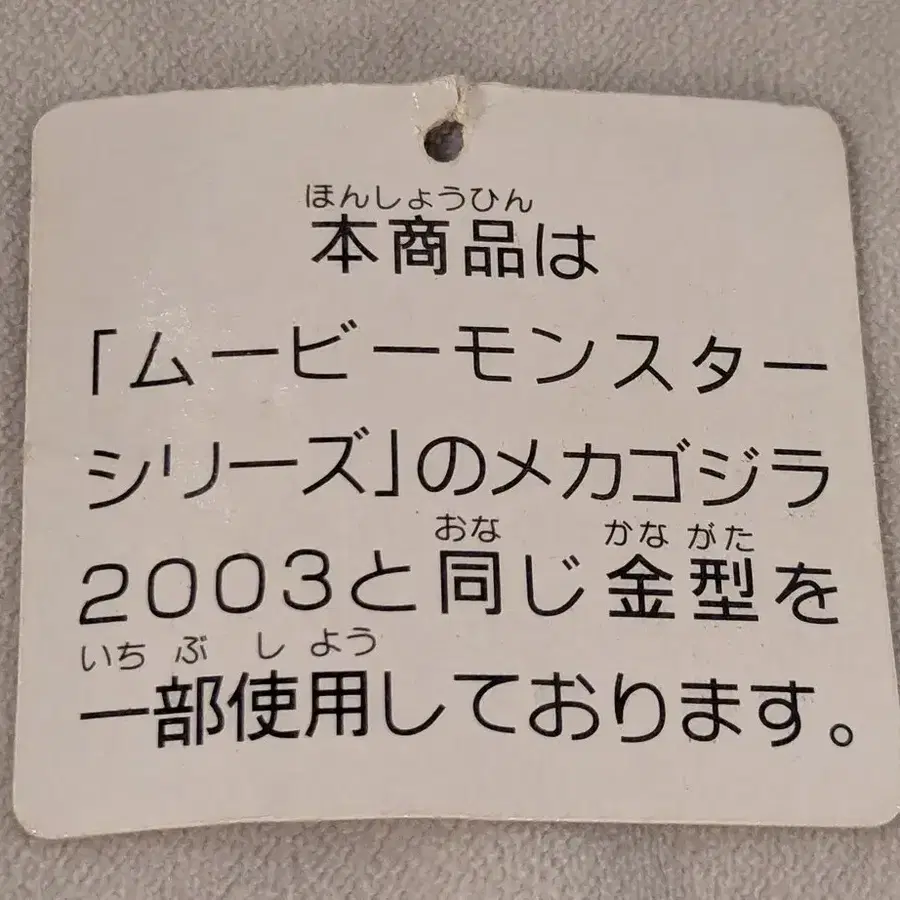 ほんしょうひん
本商品は
「ムービーモンスター
シリーズ」のメカゴジラ
おな かながた
2003と同じ金型を
いちぶしよう
一部使用しております。